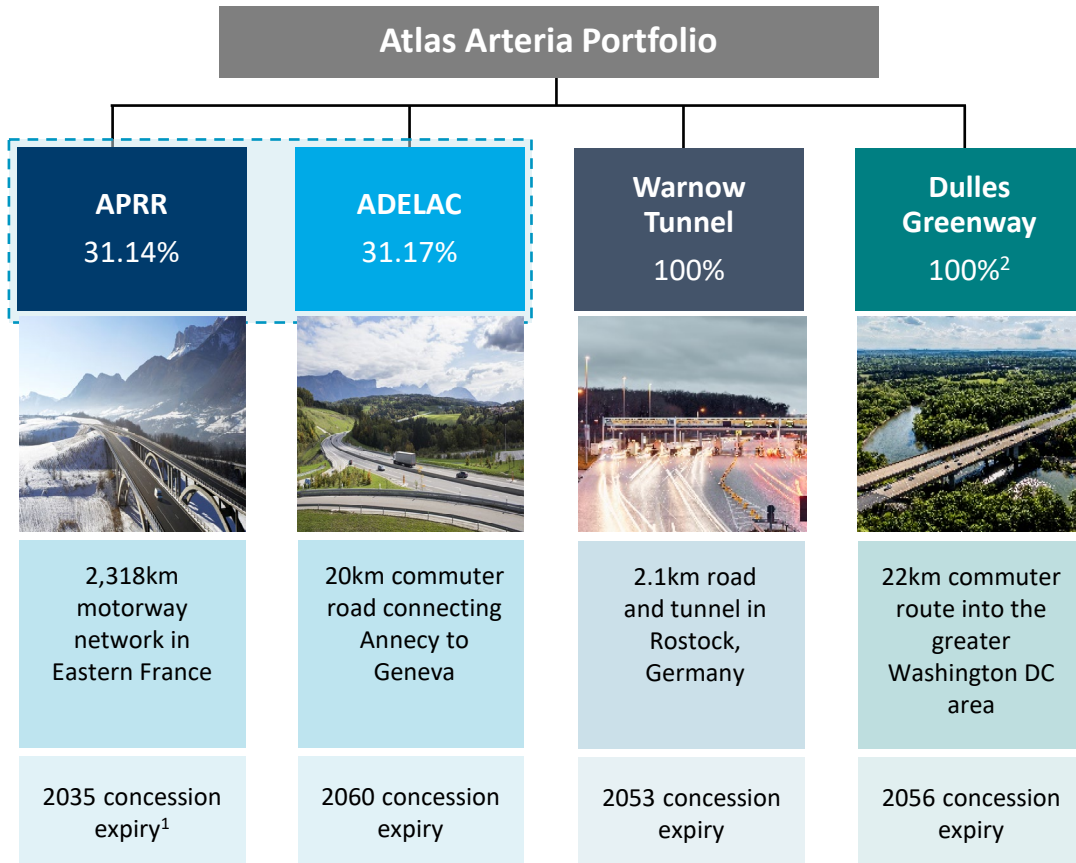 Atlas Arteria Portfolio
APRR
31.14%
ADELAC
31.17%
Warnow
Tunnel
100%
Dulles
Greenway
100%²
2,318km
motorway
network in
Eastern France
20km commuter
road connecting
Annecy to
Geneva
2.1km road
and tunnel in
Rostock,
Germany
22km commuter
route into the
greater
Washington DC
area
2035 concession
expiry¹
2060 concession
expiry
2053 concession
expiry
2056 concession
expiry